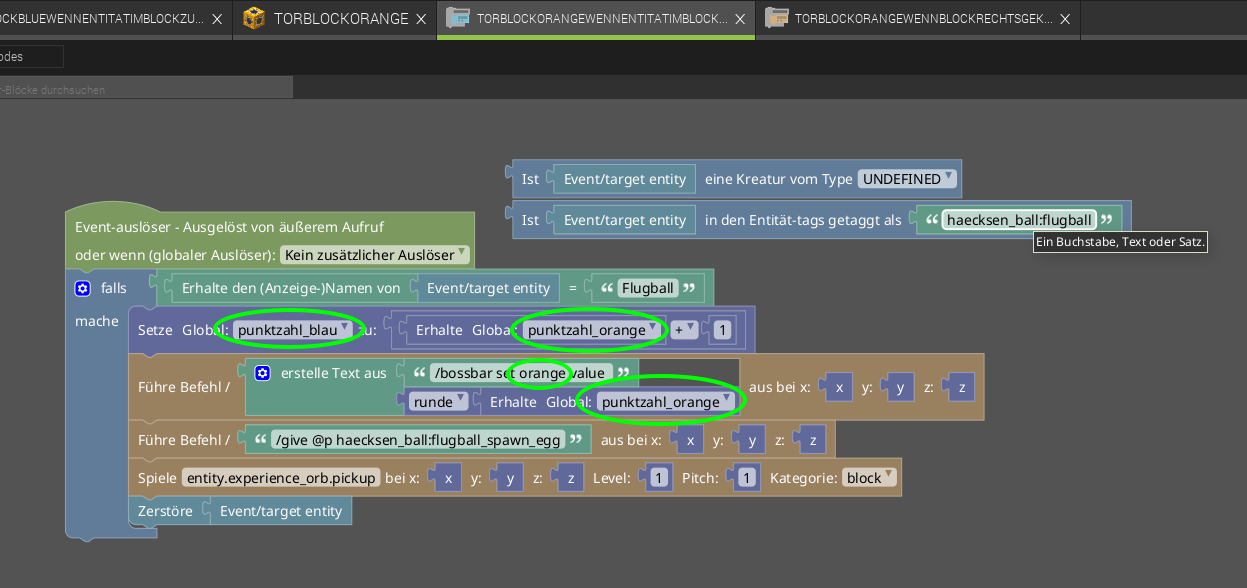 OCKBLUEWENNENTITATIMBLOCKZU... TORBLOCKORANGE TORBLOCKORANGEWENNENTITATIMBLOCK... TORBLOCKORANGEWENNBLOCKRECHTSGEK...
odes
r-Blöcke durchsuchen
Ist Event/target entity eine Kreatur vom Type UNDEFINED
Ist Event/target entity in den Entität-tags getaggt als “ haecksen_ball:flugball ”
Ein Buchstabe, Text oder Satz.
Event-auslöser - Ausgelöst von äußerem Aufruf
oder wenn (globaler Auslöser): Kein zusätzlicher Auslöser
falls Erhalte den (Anzeige-)Namen von Event/target entity = “ Flugball ”
mache
Setze Global: punktzahl_blau zu: Erhalte Global: punktzahl_orange + 1
Führe Befehl / erstelle Text aus “ /bossbar set orange value ” aus bei x: x y: y z: z
runde Erhalte Global: punktzahl_orange
Führe Befehl / “ /give @p haecksen_ball:flugball_spawn_egg ” aus bei x: x y: y z: z
Spiele entity.experience_orb.pickup bei x: x y: y z: z Level: 1 Pitch: 1 Kategorie: block
Zerstöre Event/target entity